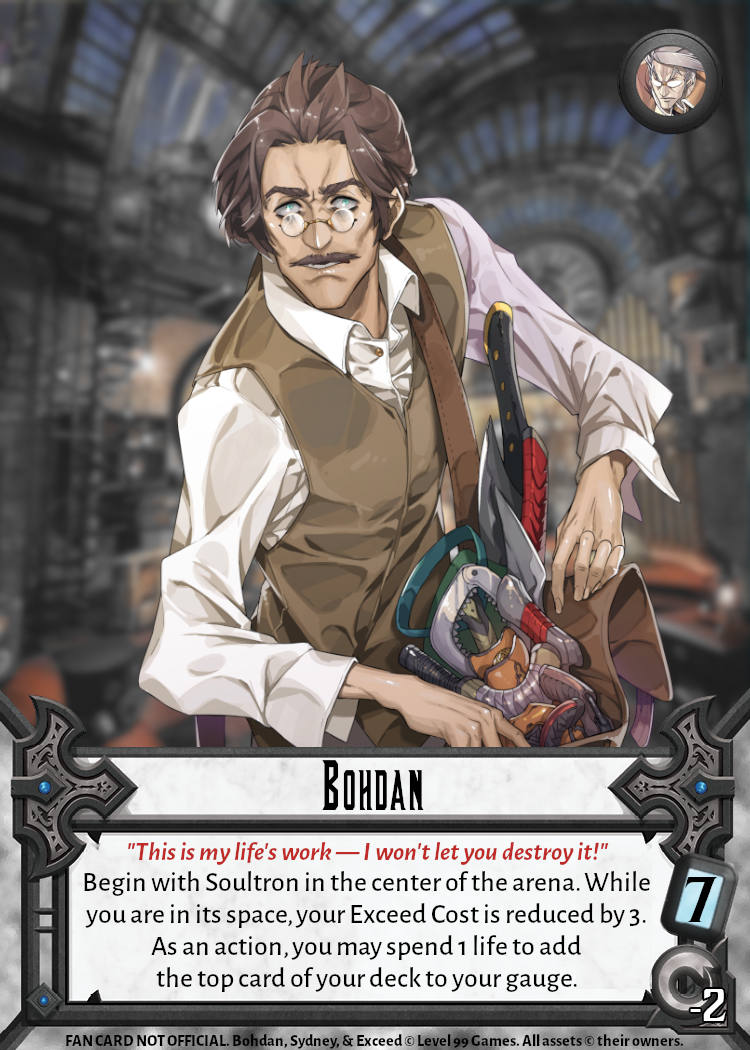 BOHDAN
"This is my life's work — I won't let you destroy it!"
Begin with Soultron in the center of the arena. While
you are in its space, your Exceed Cost is reduced by 3.
As an action, you may spend 1 life to add
the top card of your deck to your gauge.
7
-2
FAN CARD NOT OFFICIAL. Bohdan, Sydney, & Exceed © Level 99 Games. All assets © their owners.